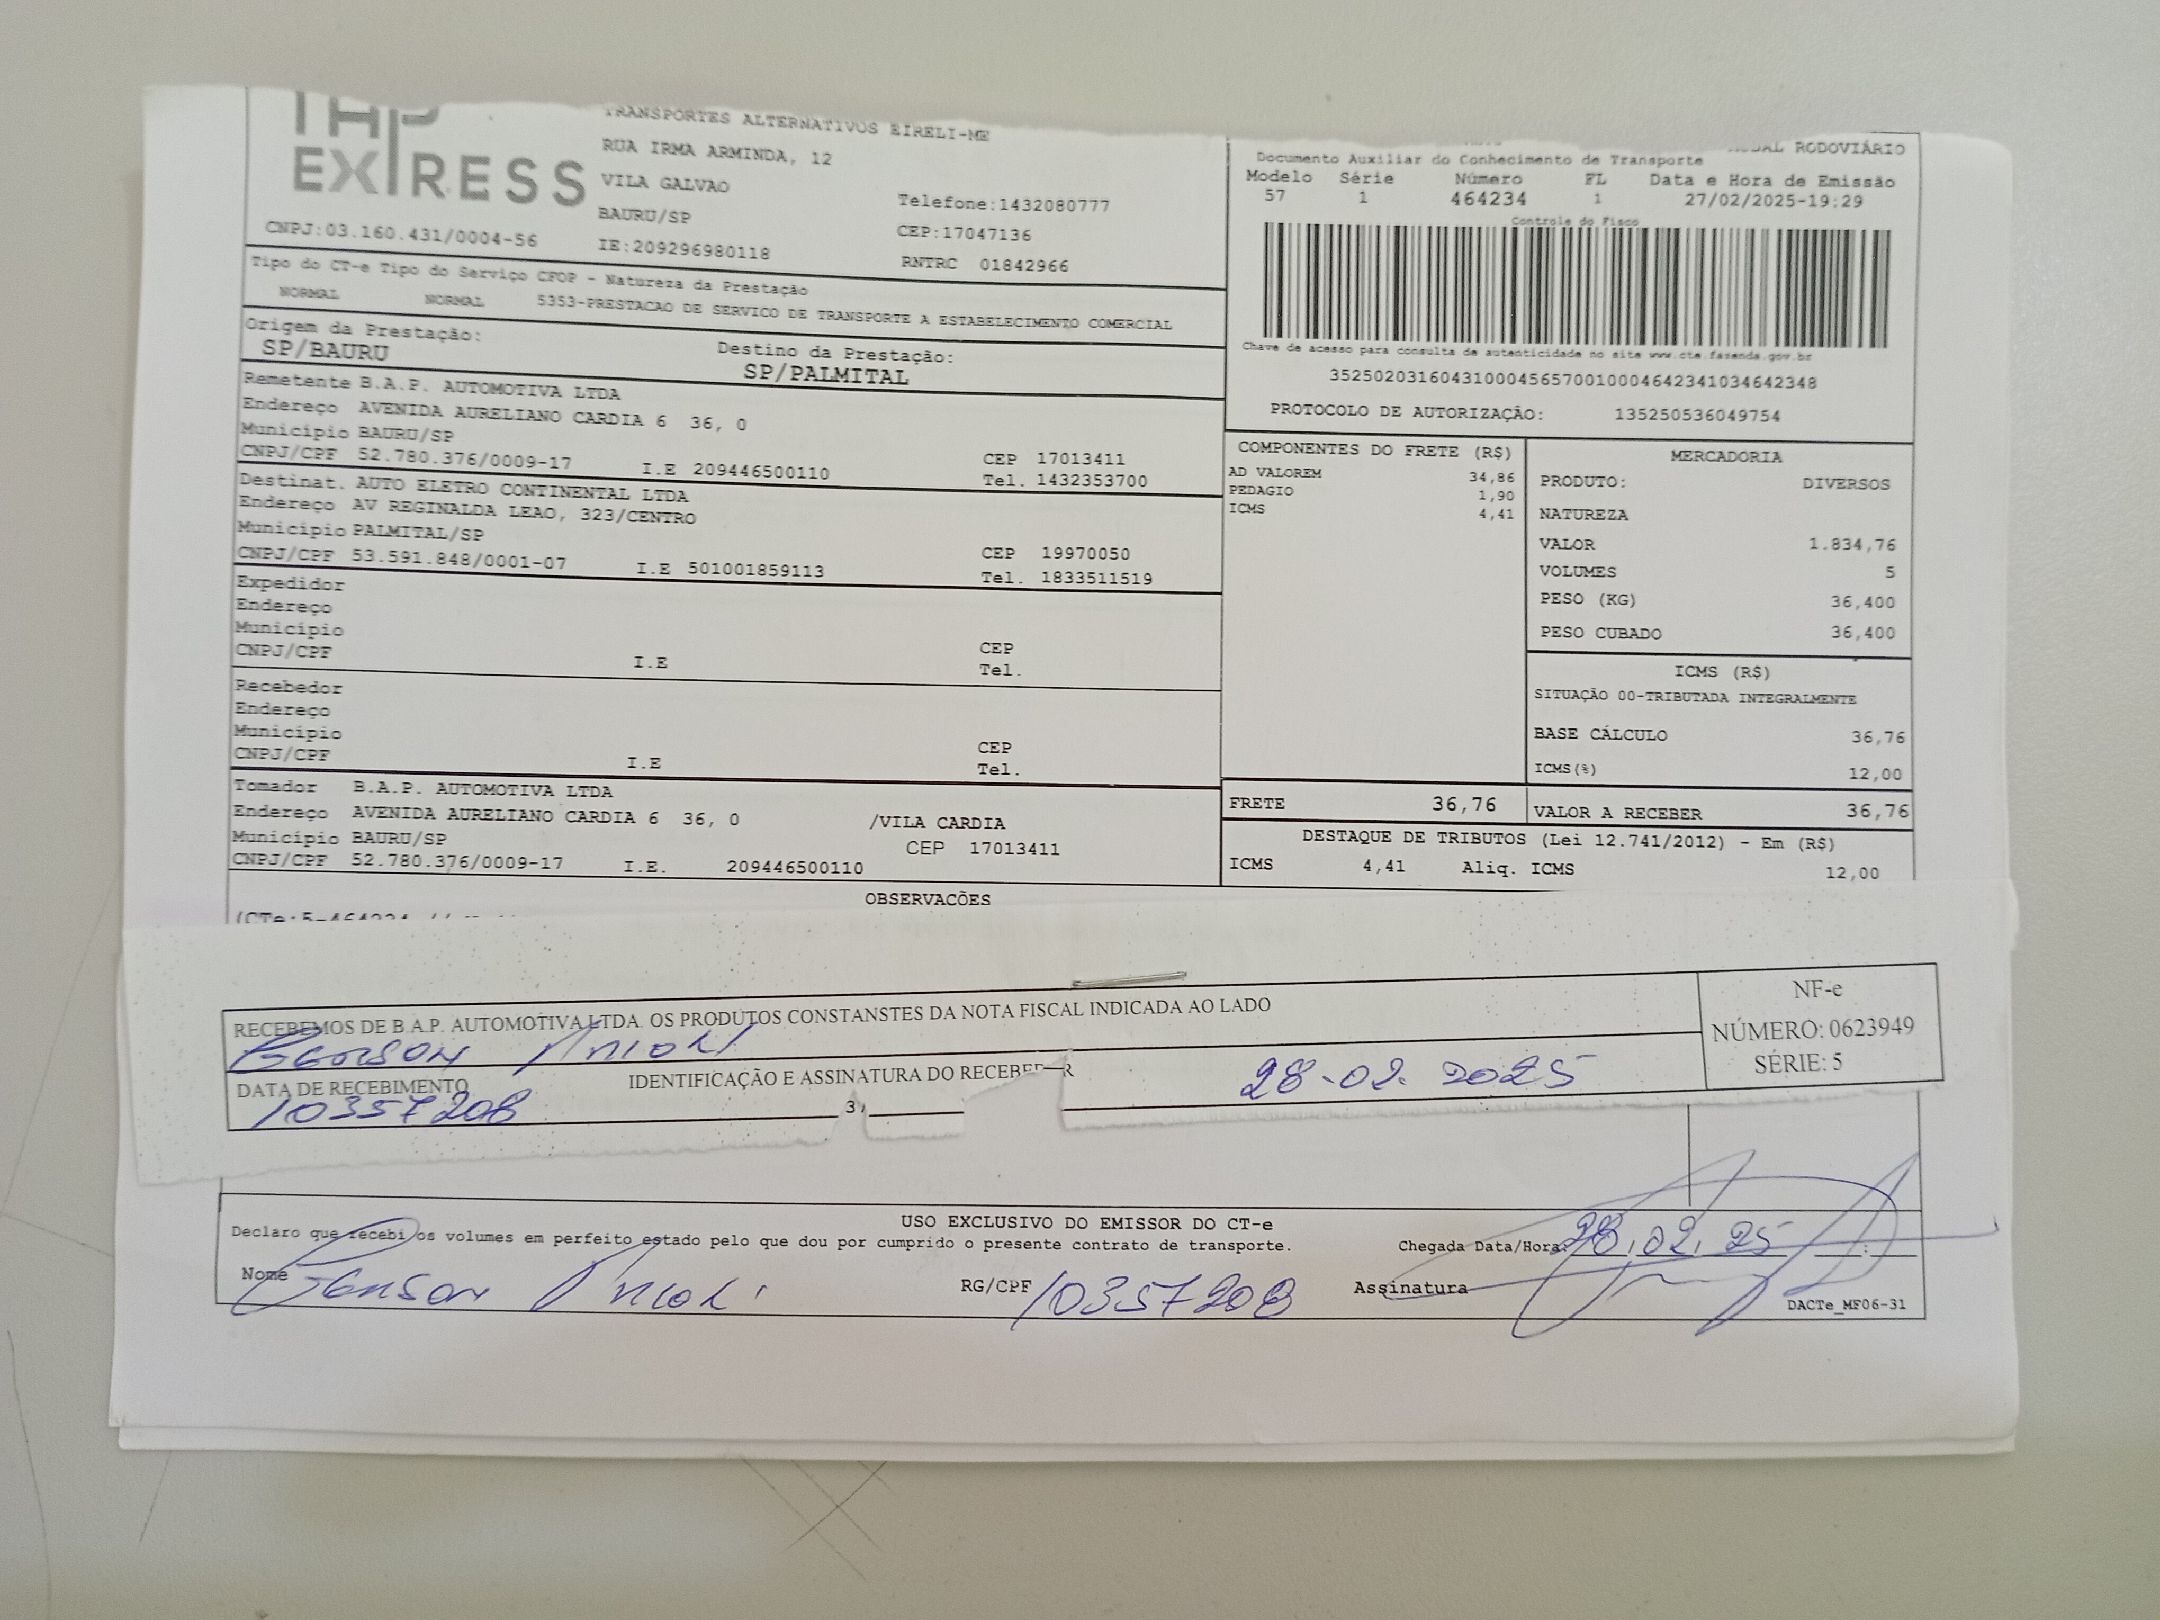 TAP
EXPRESS
CNPJ:03.160.431/0004-56
TRANSPORTES ALTERNATIVOS EIRELI-ME
RUA IRMA ARMINDA, 12
VILA GALVAO
BAURU/SP
IE:209296980118
Telefone:1432080777
CEP:17047136
RNTRC 01842966
RODOVIÁRIO
Documento Auxiliar do Conhecimento de Transporte
Modelo Série Número FL Data e Hora de Emissão
57 1 464234 1 27/02/2025-19:29
Controle do Fisco
Chave de acesso para consulta de autenticidade no site www.cte.fazenda.gov.br
35250203160431000456570010004642341034642348
PROTOCOLO DE AUTORIZAÇÃO: 135250536049754
Tipo do CT-e Tipo do Serviço CFOP - Natureza da Prestação
NORMAL NORMAL 5353-PRESTACAO DE SERVICO DE TRANSPORTE A ESTABELECIMENTO COMERCIAL
Origem da Prestação: Destino da Prestação:
SP/BAURU SP/PALMITAL
Remetente B.A.P. AUTOMOTIVA LTDA
Endereço AVENIDA AURELIANO CARDIA 6 36, 0
Município BAURU/SP CEP 17013411
CNPJ/CPF 52.780.376/0009-17 I.E 209446500110 Tel. 1432353700
Destinat. AUTO ELETRO CONTINENTAL LTDA
Endereço AV REGINALDA LEAO, 323/CENTRO
Município PALMITAL/SP CEP 19970050
CNPJ/CPF 53.591.848/0001-07 I.E 501001859113 Tel. 1833511519
Expedidor
Endereço
Município CEP
CNPJ/CPF I.E Tel.
Recebedor
Endereço
Município CEP
CNPJ/CPF I.E Tel.
Tomador B.A.P. AUTOMOTIVA LTDA
Endereço AVENIDA AURELIANO CARDIA 6 36, 0 /VILA CARDIA
Município BAURU/SP CEP 17013411
CNPJ/CPF 52.780.376/0009-17 I.E. 209446500110
COMPONENTES DO FRETE (R$)
AD VALOREM 34,86
PEDAGIO 1,90
ICMS 4,41
MERCADORIA
PRODUTO: DIVERSOS
NATUREZA
VALOR 1.834,76
VOLUMES 5
PESO (KG) 36,400
PESO CUBADO 36,400
ICMS (R$)
SITUAÇÃO 00-TRIBUTADA INTEGRALMENTE
BASE CÁLCULO 36,76
ICMS(%) 12,00
FRETE 36,76 VALOR A RECEBER 36,76
DESTAQUE DE TRIBUTOS (Lei 12.741/2012) - Em (R$)
ICMS 4,41 Aliq. ICMS 12,00
OBSERVACÕES
RECEBEMOS DE B.A.P. AUTOMOTIVA LTDA. OS PRODUTOS CONSTANSTES DA NOTA FISCAL INDICADA AO LADO
DATA DE RECEBIMENTO IDENTIFICAÇÃO E ASSINATURA DO RECEBEDOR
10357208 28-02.2025
NF-e
NÚMERO: 0623949
SÉRIE: 5
USO EXCLUSIVO DO EMISSOR DO CT-e
Declaro que recebi os volumes em perfeito estado pelo que dou por cumprido o presente contrato de transporte.
Chegada Data/Hora: 28,02,25
Nome RG/CPF 10357208 Assinatura
DACTe_MF06-31